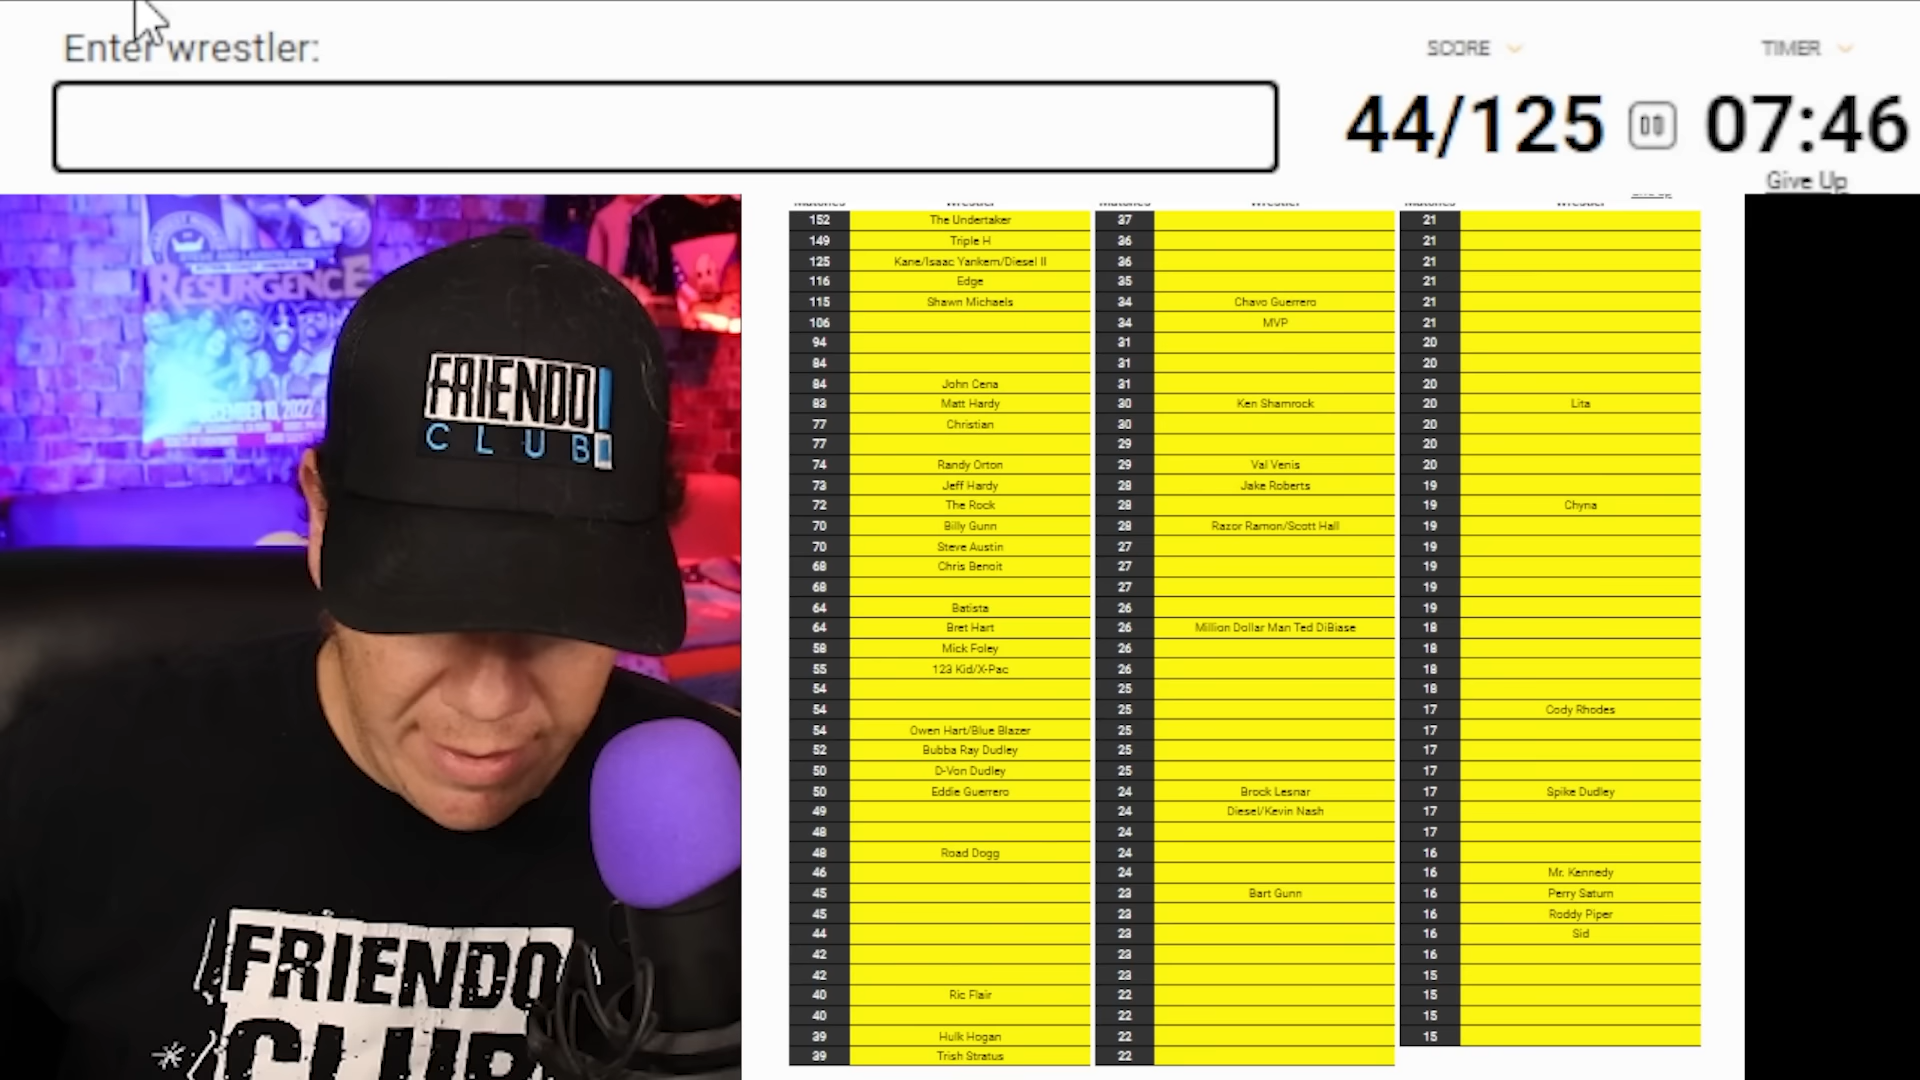 Enter wrestler:
SCORE
TIMER
44/125
07:46
Give Up
RESURGENCE
FRIENDO!
CLUB
FRIENDO
CLUB
152 The Undertaker
149 Triple H
125 Kane/Isaac Yankem/Diesel II
116 Edge
115 Shawn Michaels
106
94
84
84 John Cena
83 Matt Hardy
77 Christian
77
74 Randy Orton
73 Jeff Hardy
72 The Rock
70 Billy Gunn
70 Steve Austin
68 Chris Benoit
68
64 Batista
64 Bret Hart
58 Mick Foley
55 123 Kid/X-Pac
54
54
54 Owen Hart/Blue Blazer
52 Bubba Ray Dudley
50 D-Von Dudley
50 Eddie Guerrero
49
48
48 Road Dogg
46
45
45
44
42
42
40 Ric Flair
40
39 Hulk Hogan
39 Trish Stratus
37
36
36
35
34 Chavo Guerrero
34 MVP
31
31
31
30 Ken Shamrock
30
29
29 Val Venis
28 Jake Roberts
28
28 Razor Ramon/Scott Hall
27
27
27
26
26 Million Dollar Man Ted DiBiase
26
26
25
25
25
25
25
24 Brock Lesnar
24 Diesel/Kevin Nash
24
24
24
23 Bart Gunn
23
23
23
23
22
22
22
22
21
21
21
21
21
21
20
20
20
20 Lita
20
20
20
19
19 Chyna
19
19
19
19
19
18
18
18
18
17 Cody Rhodes
17
17
17
17 Spike Dudley
17
17
16
16 Mr. Kennedy
16 Perry Saturn
16 Roddy Piper
16 Sid
16
15
15
15
15